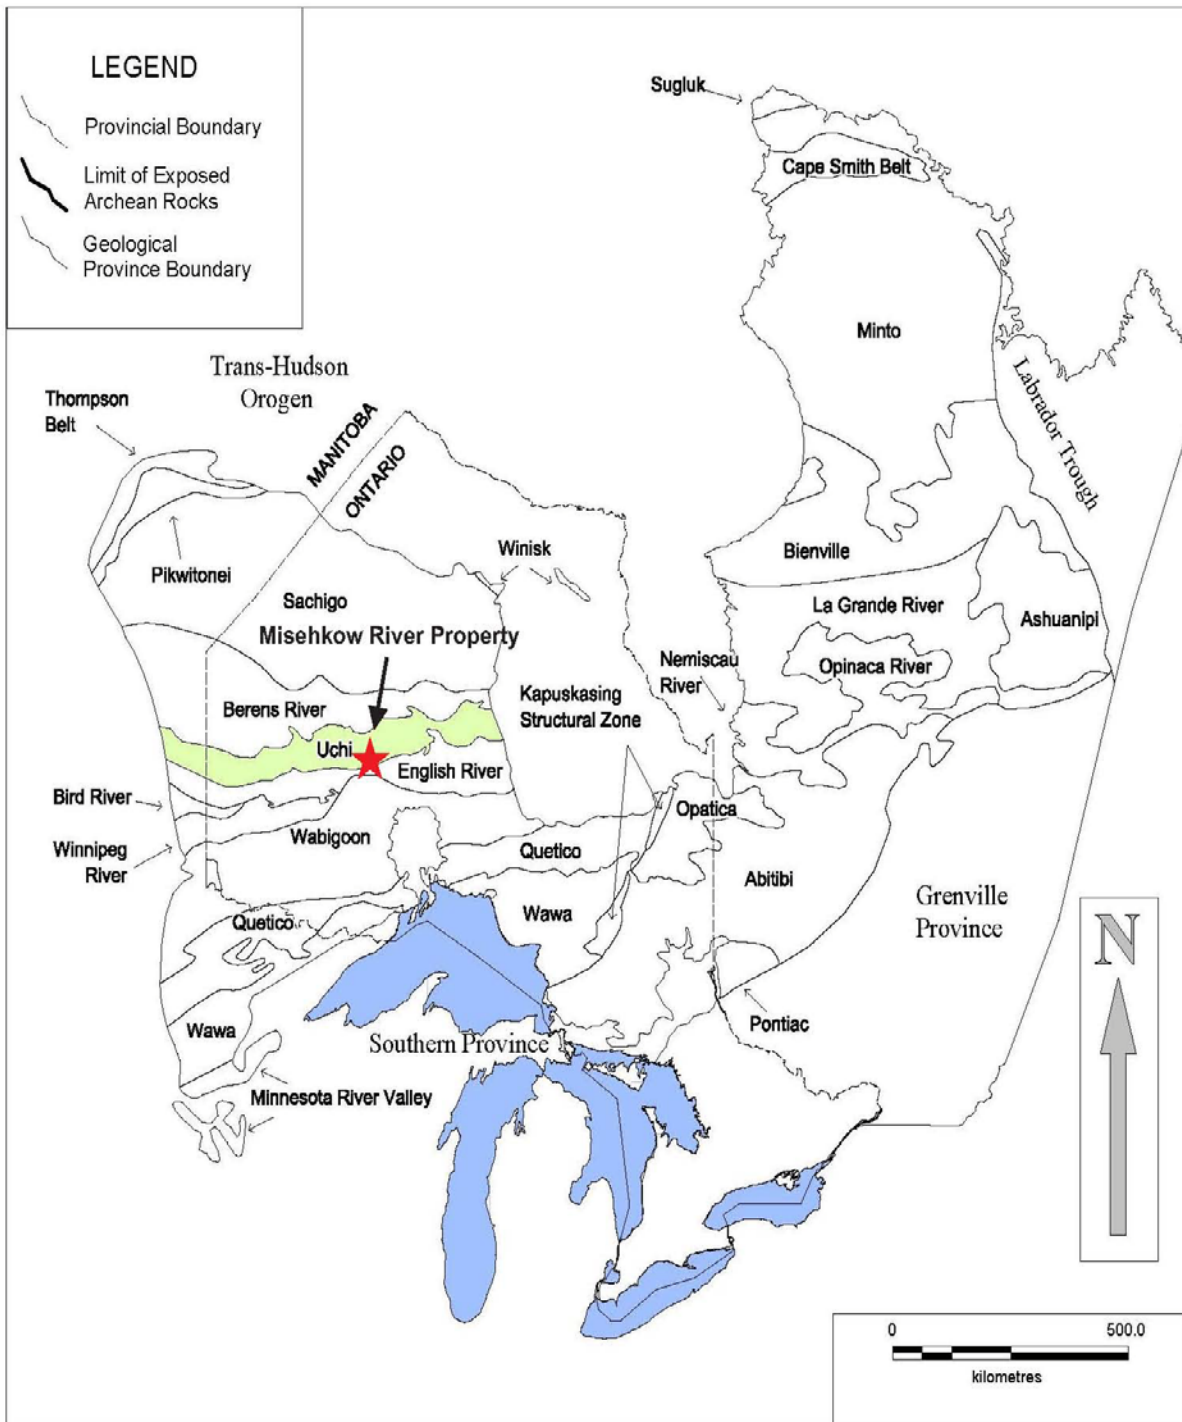 LEGEND
Provincial Boundary
Limit of Exposed
Archean Rocks
Geological
Province Boundary
Sugluk
Cape Smith Belt
Minto
Trans-Hudson
Orogen
Thompson
Belt
MANITOBA
ONTARIO
Labrador Trough
Winisk
Bienville
Pikwitonei
Sachigo
La Grande River
Ashuanipi
Misehkow River Property
Nemiscau
River
Opinaca River
Kapuskasing
Structural Zone
Berens River
Uchi
English River
Bird River
Opatica
Wabigoon
Winnipeg
River
Quetico
Abitibi
Grenville
Province
Wawa
Quetico
N
Pontiac
Wawa
Southern Province
Minnesota River Valley
0
500.0
kilometres